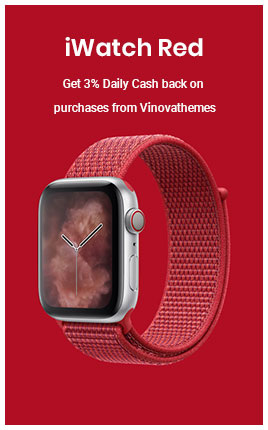 iWatch Red
Get 3% Daily Cash back on
purchases from Vinovathemes